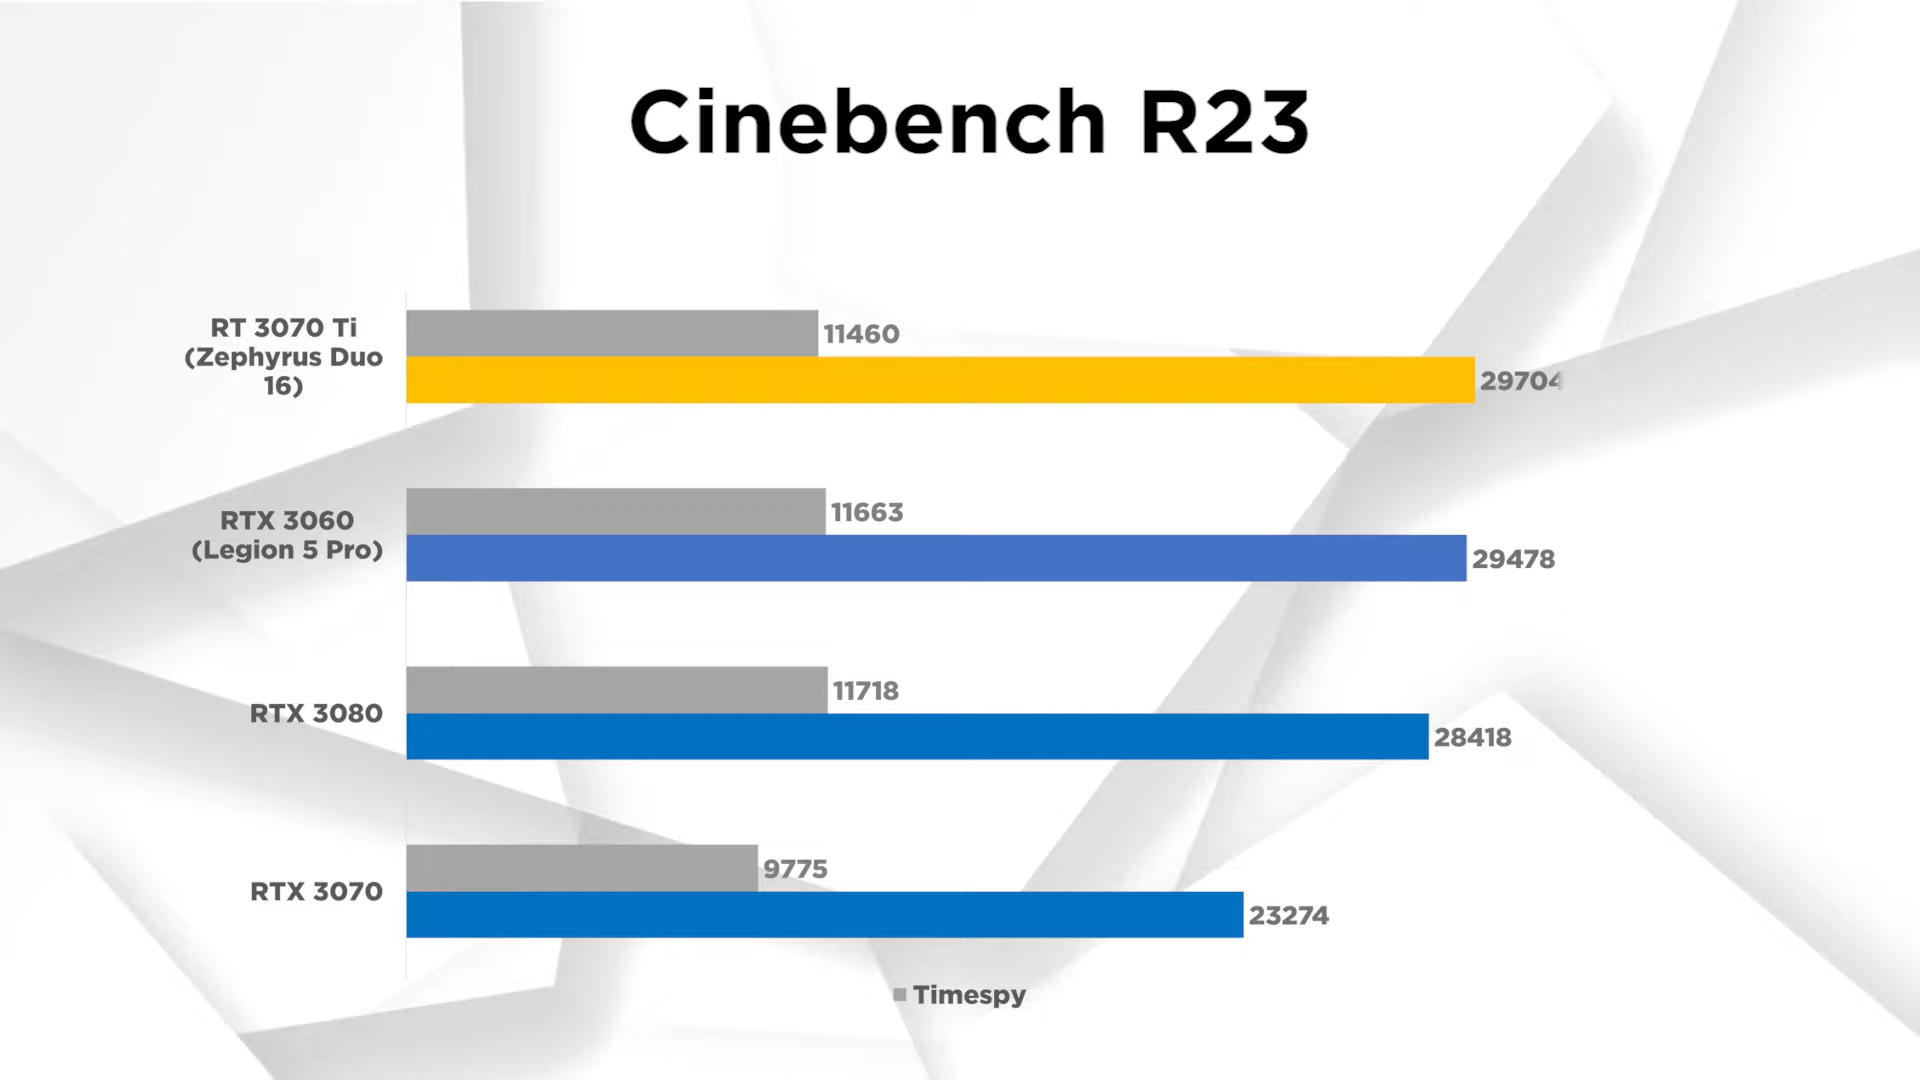 Cinebench R23
RT 3070 Ti
(Zephyrus Duo
16)
11460
29704
RTX 3060
(Legion 5 Pro)
11663
29478
RTX 3080
11718
28418
RTX 3070
9775
23274
Timespy